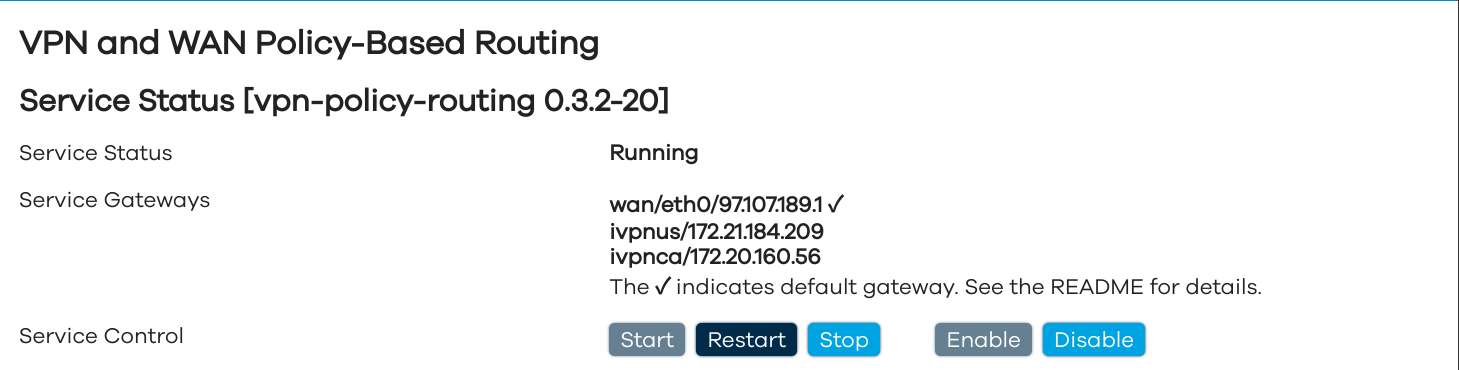 VPN and WAN Policy-Based Routing
Service Status [vpn-policy-routing 0.3.2-20]
Service Status Running
Service Gateways wan/eth0/97.107.189.1 ✓
ivpnus/172.21.184.209
ivpnca/172.20.160.56
The ✓ indicates default gateway. See the README for details.
Service Control Start Restart Stop Enable Disable